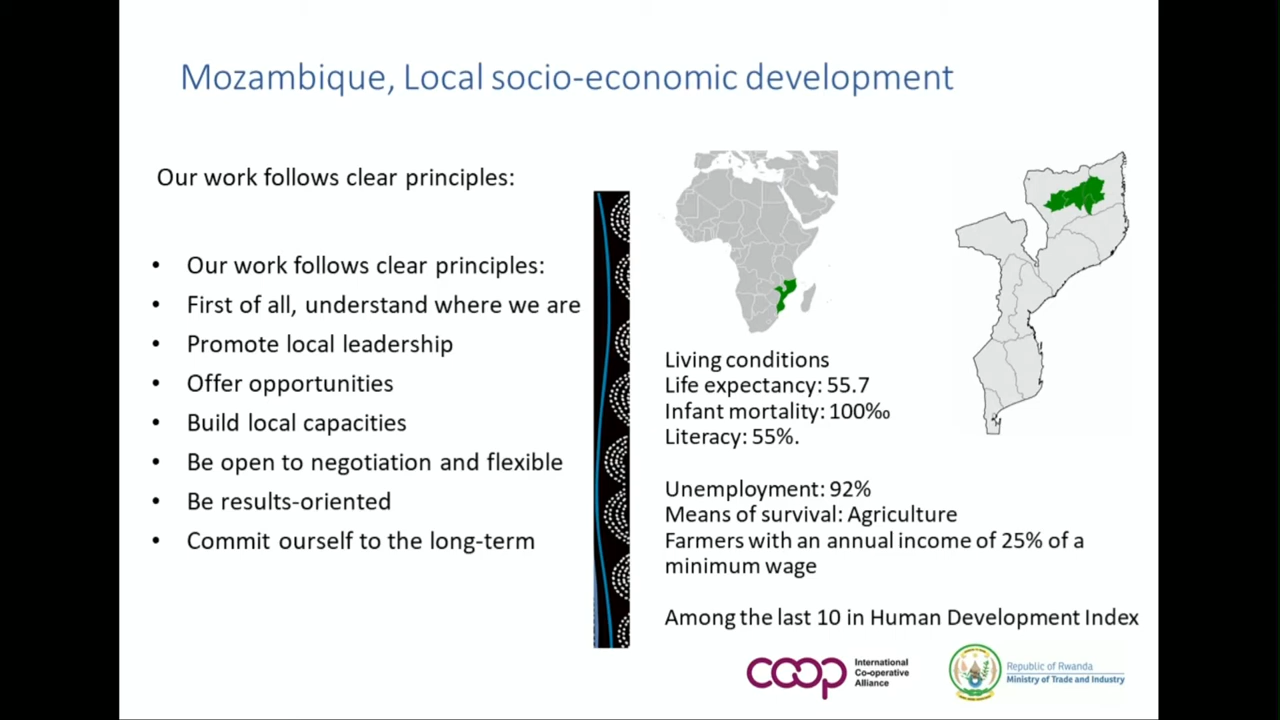 Mozambique, Local socio-economic development
Our work follows clear principles:
• Our work follows clear principles:
• First of all, understand where we are
• Promote local leadership
• Offer opportunities
• Build local capacities
• Be open to negotiation and flexible
• Be results-oriented
• Commit ourself to the long-term
Living conditions
Life expectancy: 55.7
Infant mortality: 100‰
Literacy: 55%.
Unemployment: 92%
Means of survival: Agriculture
Farmers with an annual income of 25% of a
minimum wage
Among the last 10 in Human Development Index
coop
International
Co-operative
Alliance
Republic of Rwanda
Ministry of Trade and Industry